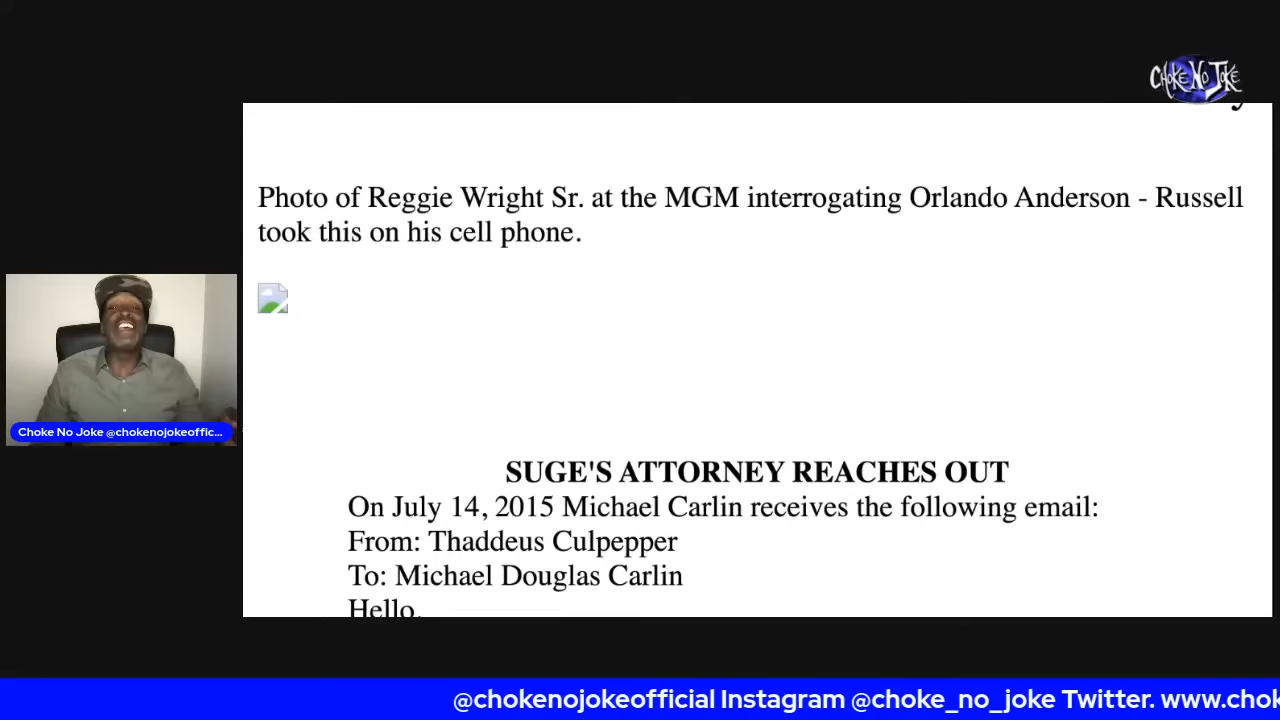 CHOKE NO JOKE
Photo of Reggie Wright Sr. at the MGM interrogating Orlando Anderson - Russell
took this on his cell phone.
SUGE'S ATTORNEY REACHES OUT
On July 14, 2015 Michael Carlin receives the following email:
From: Thaddeus Culpepper
To: Michael Douglas Carlin
Hello,
Choke No Joke @chokenojokeoffic...
@chokenojokeofficial Instagram @choke_no_joke Twitter. www.chok